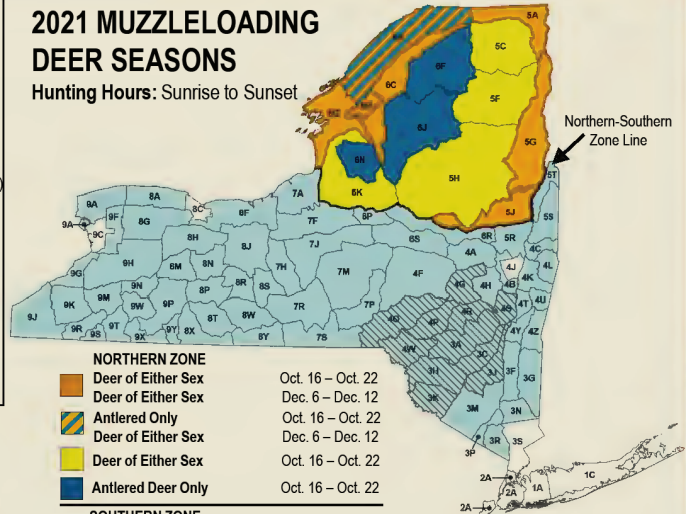 2021 MUZZLELOADING
DEER SEASONS
Hunting Hours: Sunrise to Sunset
Northern-Southern
Zone Line
5A
5C
6C
6F
5F
6J
5G
6N
5H
6K
5J
5T
5S
7A
8A
9A
9F
8C
8F
7F
6P
9A
9C
8G
8H
8J
7J
6S
6R
5R
4A
4C
9G
9H
8M
8N
7H
7M
4F
4G
4H
4J
4B
4K
4L
9J
9K
9M
9N
9W
9P
8P
8R
8S
7R
7P
4O
4P
4R
4S
4T
4U
9R
9S
9T
9X
9Y
8X
8T
8W
8Y
7S
4W
3A
3C
4Y
4Z
3H
3J
3F
3G
3K
3M
3N
3P
3R
3S
2A
2A
1A
1C
2A
NORTHERN ZONE
Deer of Either Sex Oct. 16 – Oct. 22
Deer of Either Sex Dec. 6 – Dec. 12
Antlered Only Oct. 16 – Oct. 22
Deer of Either Sex Dec. 6 – Dec. 12
Deer of Either Sex Oct. 16 – Oct. 22
Antlered Deer Only Oct. 16 – Oct. 22
SOUTHERN ZONE